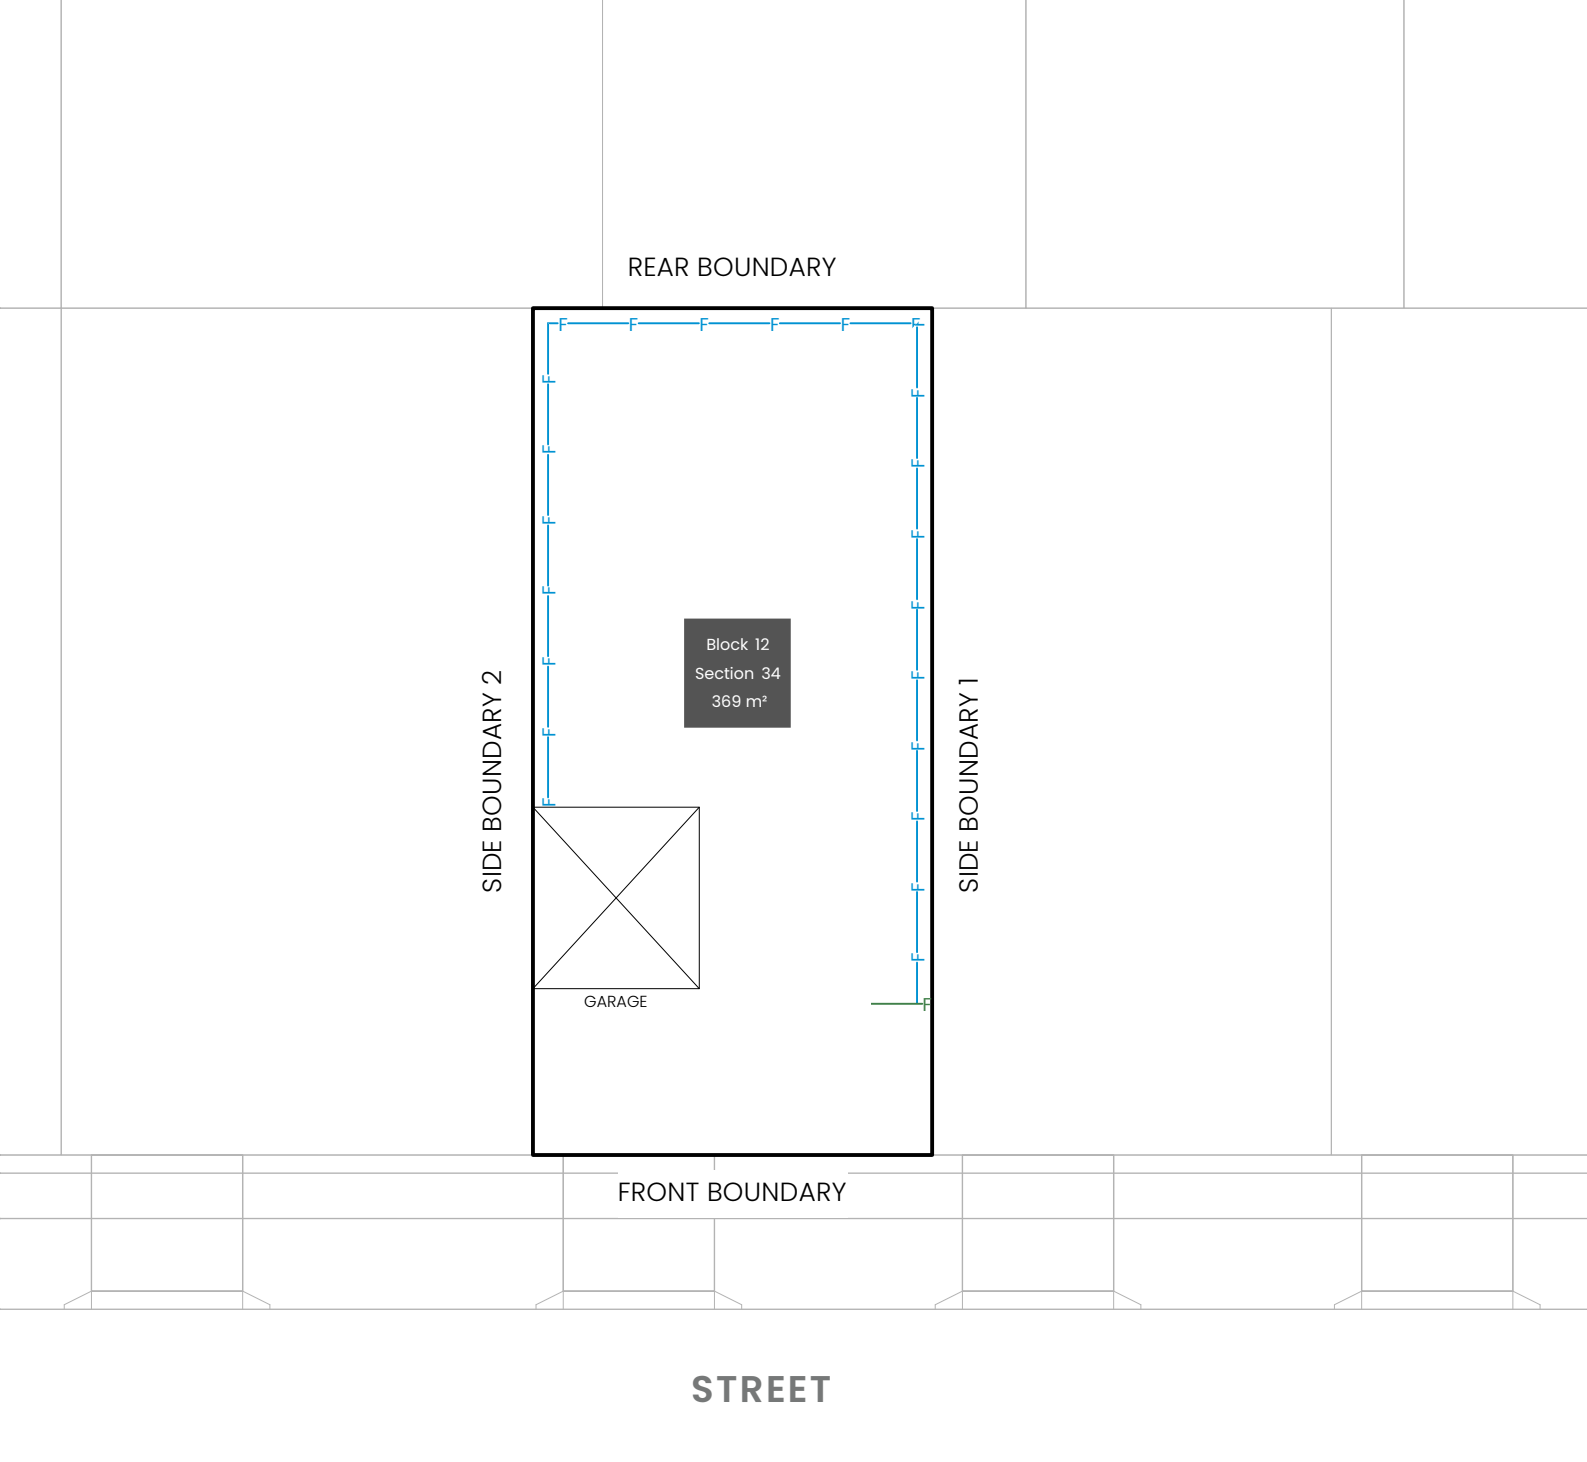 REAR BOUNDARY
F F F F F F
F F
F F
F F
F F
Block 12
Section 34
369 m²
F F
SIDE BOUNDARY 2
SIDE BOUNDARY 1
F F
F F
F
F
GARAGE
F
FRONT BOUNDARY
STREET